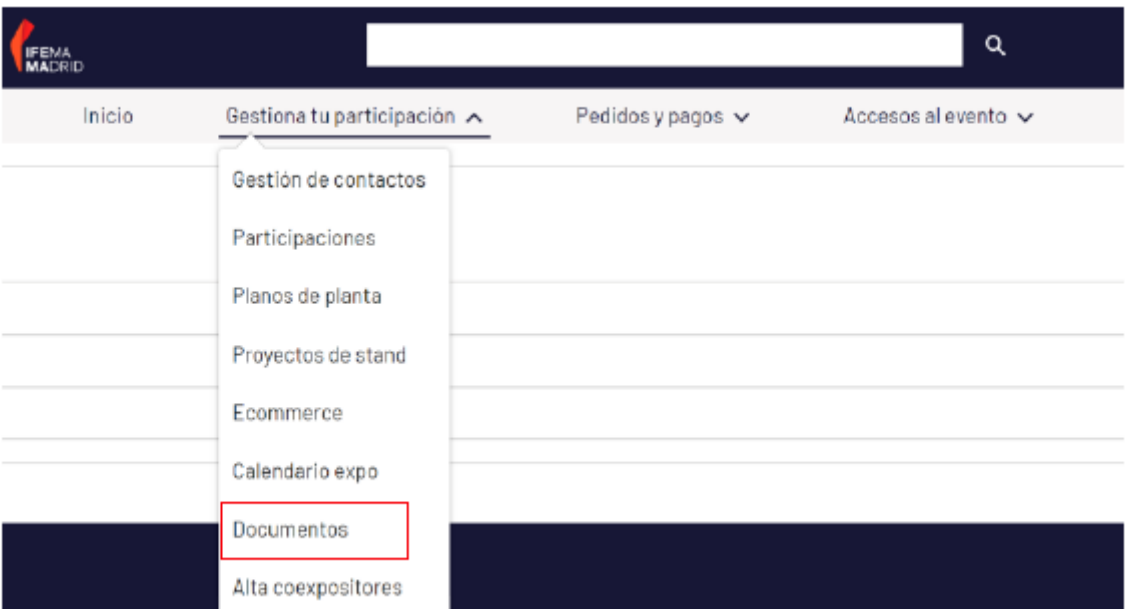 IFEMA
MADRID
Inicio
Gestiona tu participación
Pedidos y pagos
Accesos al evento
Gestión de contactos
Participaciones
Planos de planta
Proyectos de stand
Ecommerce
Calendario expo
Documentos
Alta coexpositores